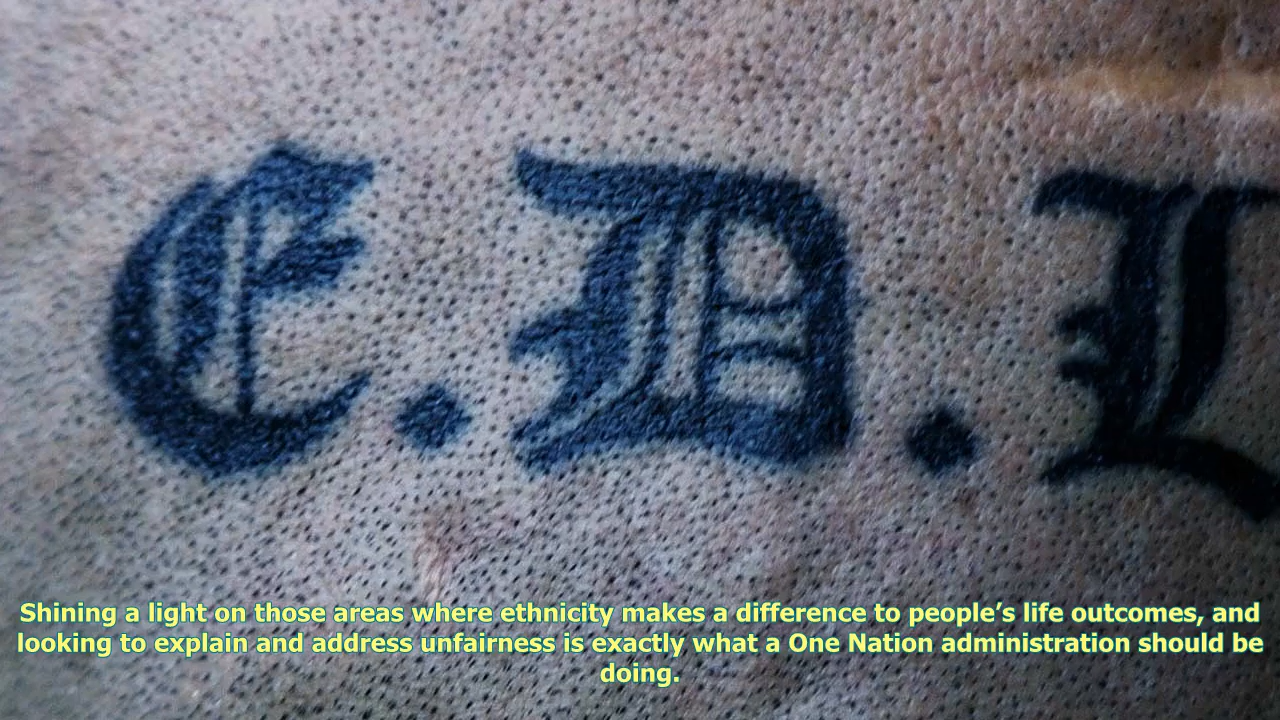 C.D.L
Shining a light on those areas where ethnicity makes a difference to people’s life outcomes, and
looking to explain and address unfairness is exactly what a One Nation administration should be
doing.